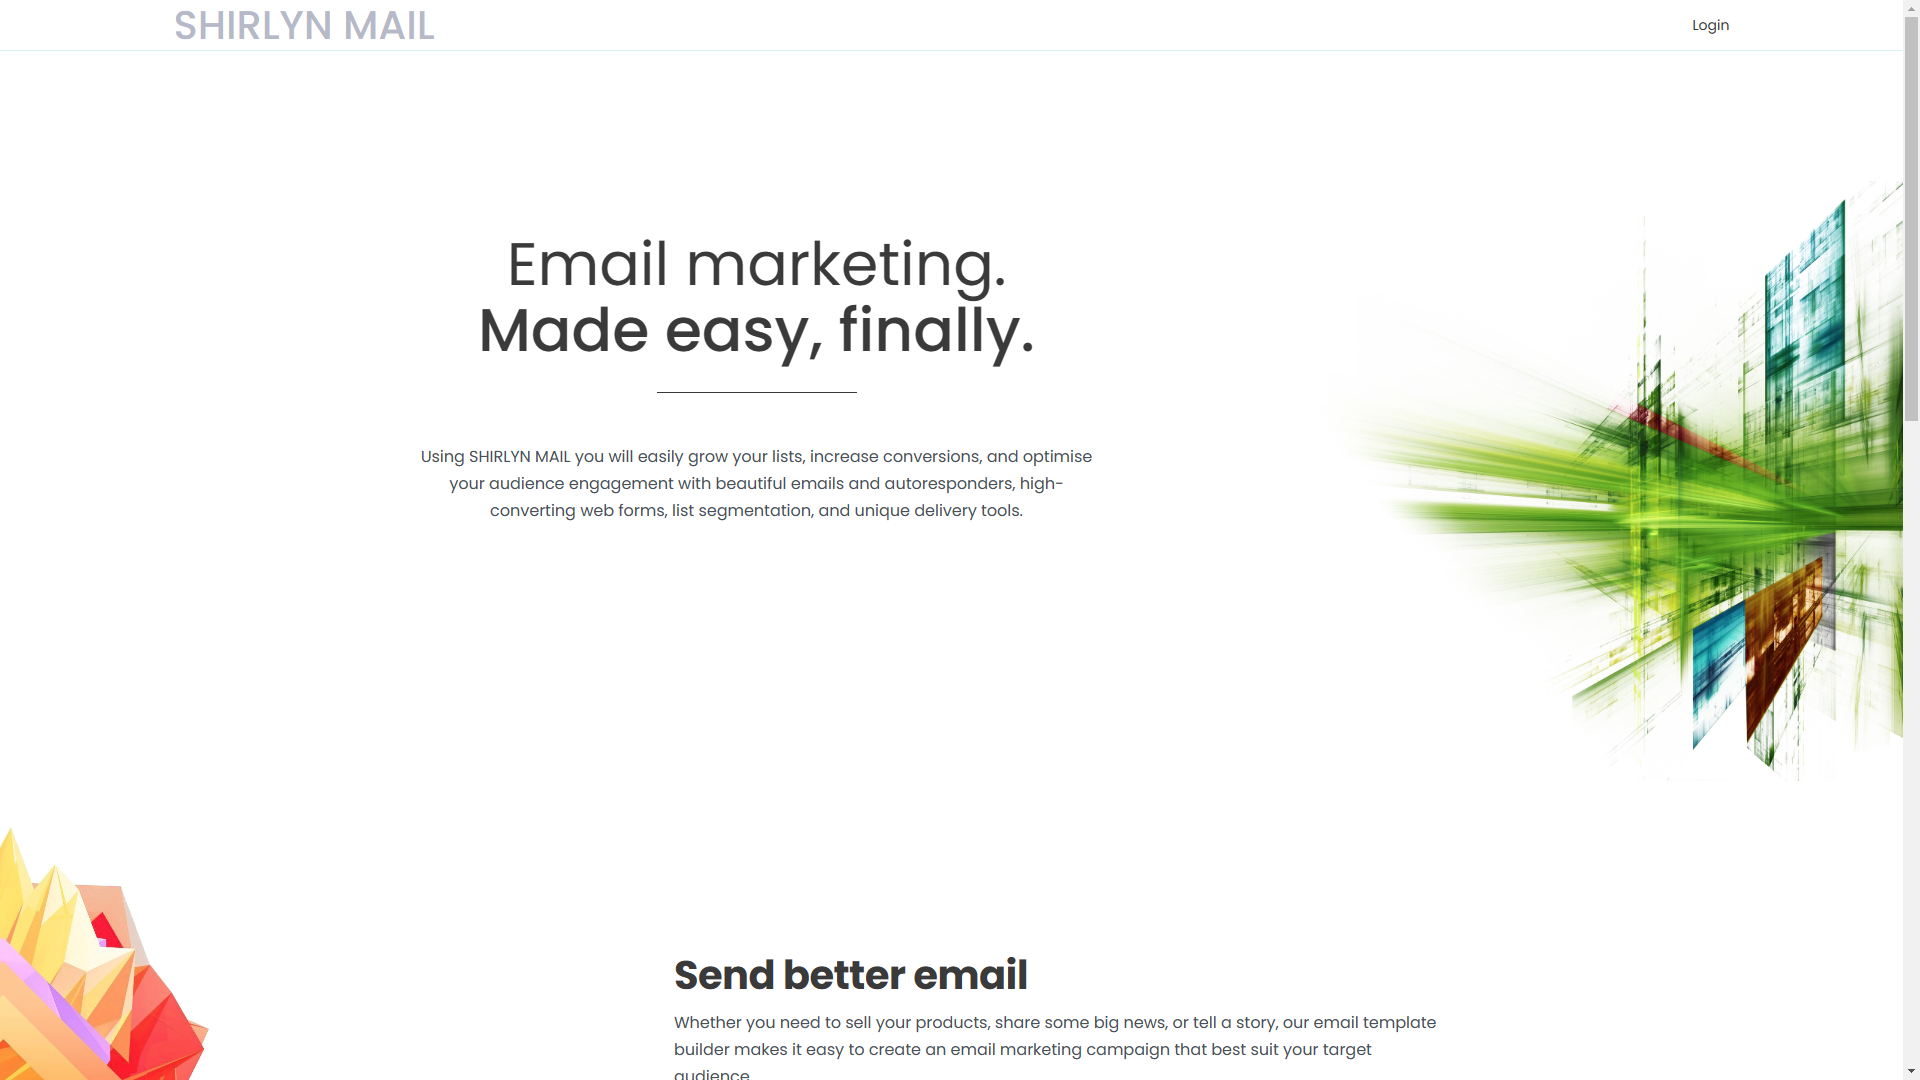 SHIRLYN MAIL
Login
Email marketing.
Made easy, finally.
Using SHIRLYN MAIL you will easily grow your lists, increase conversions, and optimise
your audience engagement with beautiful emails and autoresponders, high-
converting web forms, list segmentation, and unique delivery tools.
Send better email
Whether you need to sell your products, share some big news, or tell a story, our email template
builder makes it easy to create an email marketing campaign that best suit your target
audience